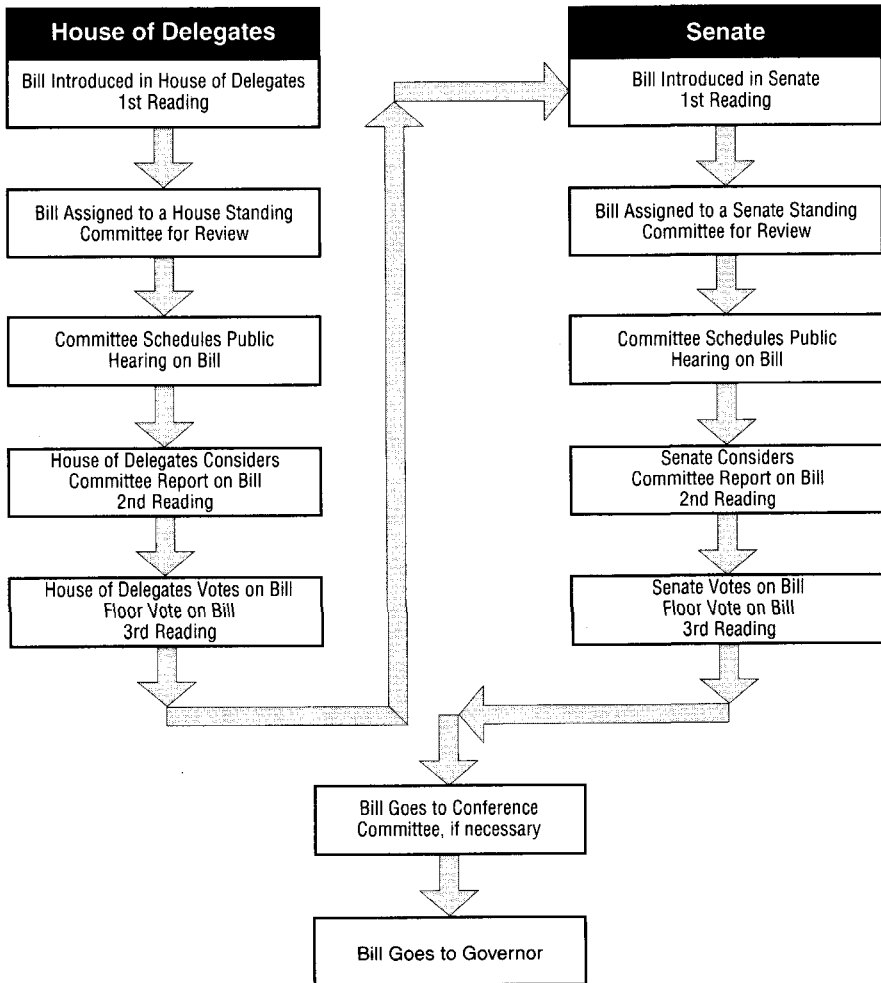 House of Delegates
Bill Introduced in House of Delegates
1st Reading
Bill Assigned to a House Standing
Committee for Review
Committee Schedules Public
Hearing on Bill
House of Delegates Considers
Committee Report on Bill
2nd Reading
House of Delegates Votes on Bill
Floor Vote on Bill
3rd Reading
Senate
Bill Introduced in Senate
1st Reading
Bill Assigned to a Senate Standing
Committee for Review
Committee Schedules Public
Hearing on Bill
Senate Considers
Committee Report on Bill
2nd Reading
Senate Votes on Bill
Floor Vote on Bill
3rd Reading
Bill Goes to Conference
Committee, if necessary
Bill Goes to Governor